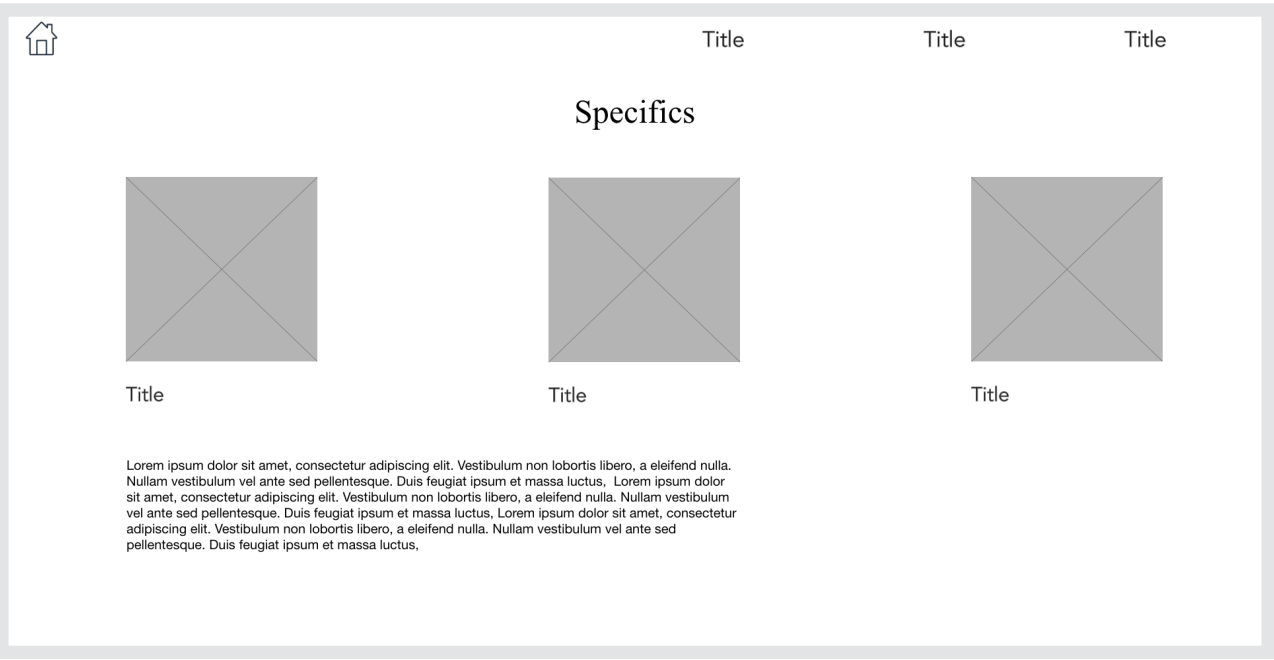 Title Title Title
Specifics
Title Title Title
Lorem ipsum dolor sit amet, consectetur adipiscing elit. Vestibulum non lobortis libero, a eleifend nulla.
Nullam vestibulum vel ante sed pellentesque. Duis feugiat ipsum et massa luctus,  Lorem ipsum dolor
sit amet, consectetur adipiscing elit. Vestibulum non lobortis libero, a eleifend nulla. Nullam vestibulum
vel ante sed pellentesque. Duis feugiat ipsum et massa luctus, Lorem ipsum dolor sit amet, consectetur
adipiscing elit. Vestibulum non lobortis libero, a eleifend nulla. Nullam vestibulum vel ante sed
pellentesque. Duis feugiat ipsum et massa luctus,